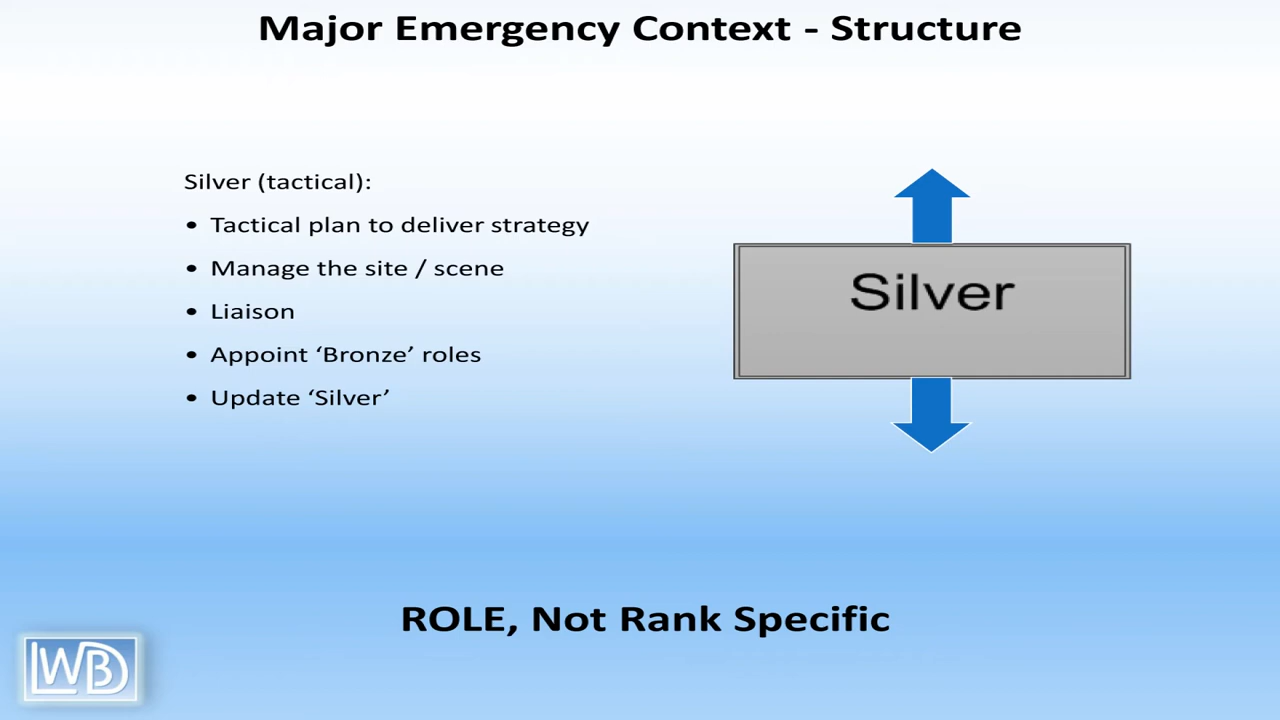 Major Emergency Context - Structure
Silver (tactical):
• Tactical plan to deliver strategy
• Manage the site / scene
• Liaison
• Appoint ‘Bronze’ roles
• Update ‘Silver’
Silver
ROLE, Not Rank Specific
LWBD